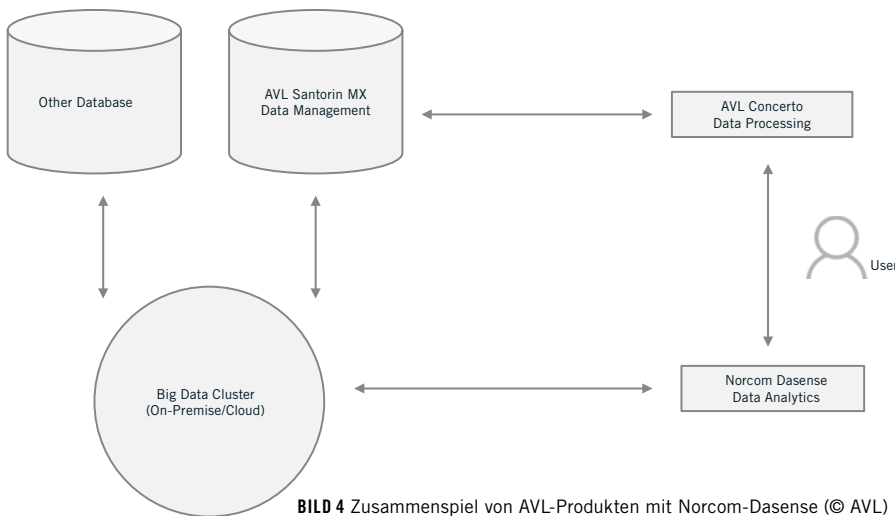 Other Database
AVL Santorin MX
Data Management
AVL Concerto
Data Processing
User
Big Data Cluster
(On-Premise/Cloud)
Norcom Dasense
Data Analytics
BILD 4 Zusammenspiel von AVL-Produkten mit Norcom-Dasense (© AVL)